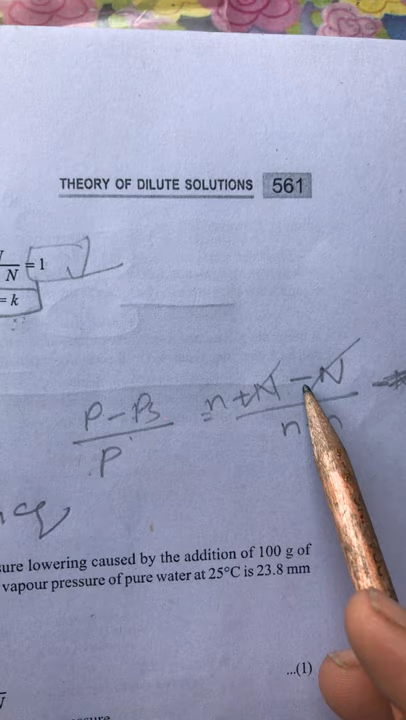 THEORY OF DILUTE SOLUTIONS 561
N = 1
= k
P - Ps = n + N - N
P n
sure lowering caused by the addition of 100 g of
vapour pressure of pure water at 25°C is 23.8 mm
...(1)